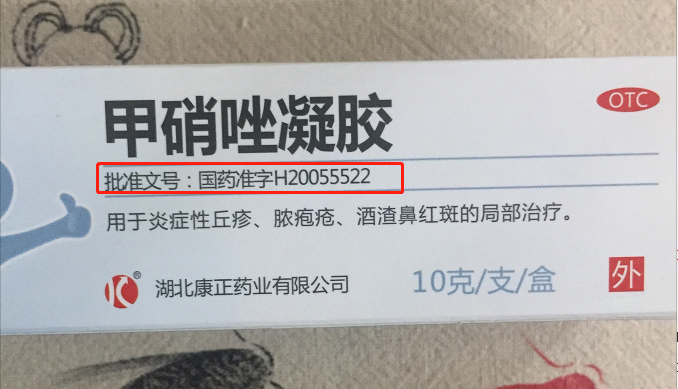 OTC
甲硝唑凝胶
批准文号：国药准字H20055522
用于炎症性丘疹、脓疱疮、酒渣鼻红斑的局部治疗。
® 湖北康正药业有限公司 10克/支/盒 外